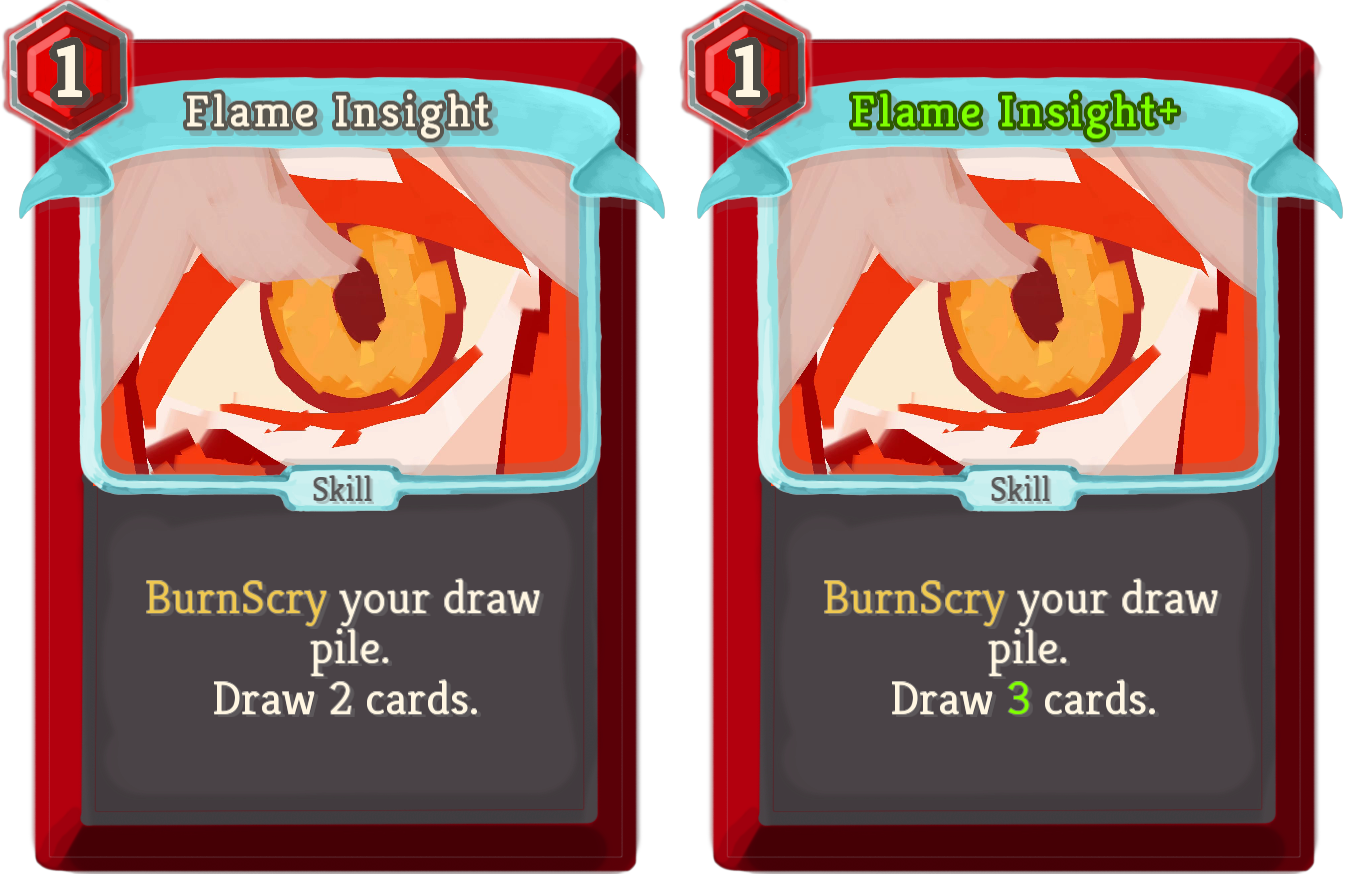 1
Flame Insight
Skill
BurnScry your draw
pile.
Draw 2 cards.
1
Flame Insight+
Skill
BurnScry your draw
pile.
Draw 3 cards.